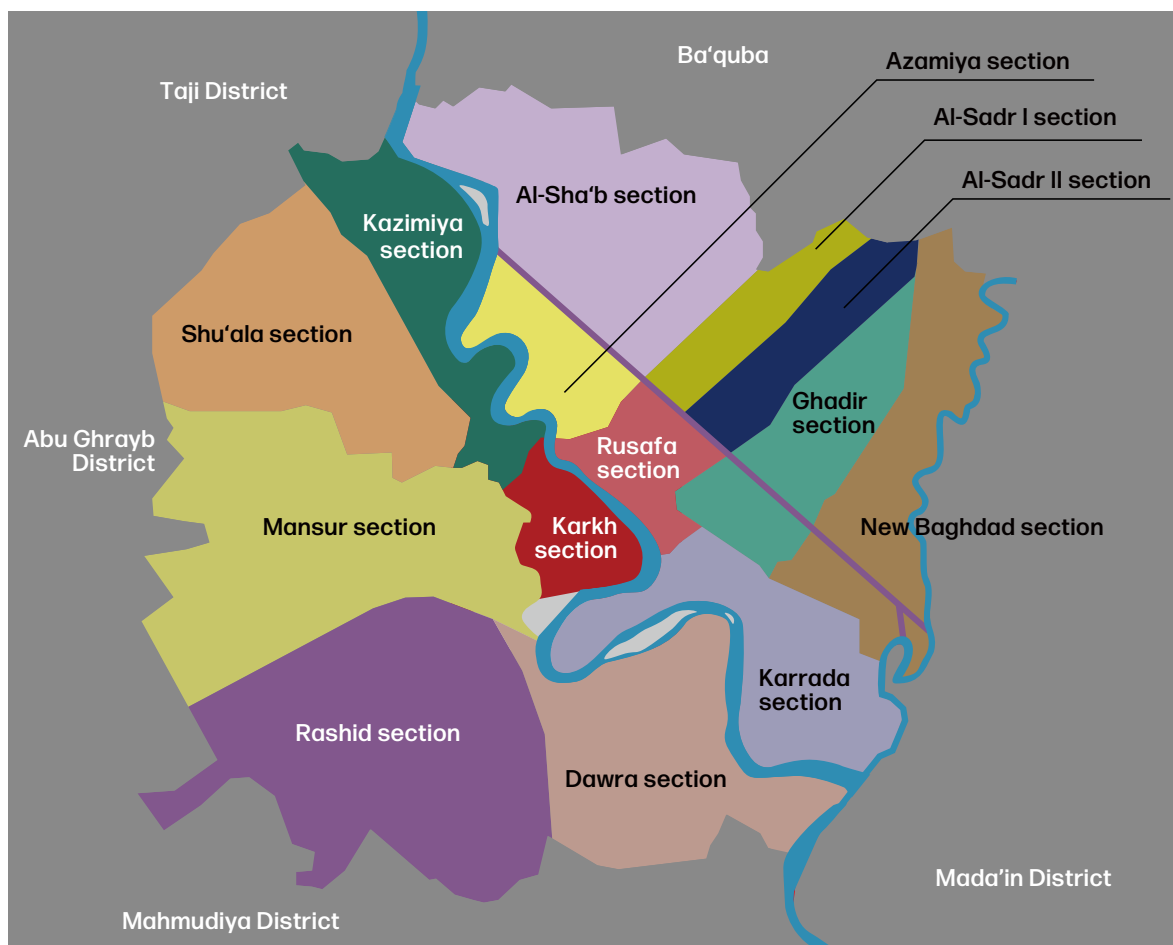 Ba‘quba
Azamiya section
Taji District
Al-Sadr I section
Al-Sadr II section
Al-Sha‘b section
Kazimiya
section
Shu‘ala section
Ghadir
section
Abu Ghrayb
District
Rusafa
section
Mansur section
Karkh
section
New Baghdad section
Karrada
section
Rashid section
Dawra section
Mada’in District
Mahmudiya District